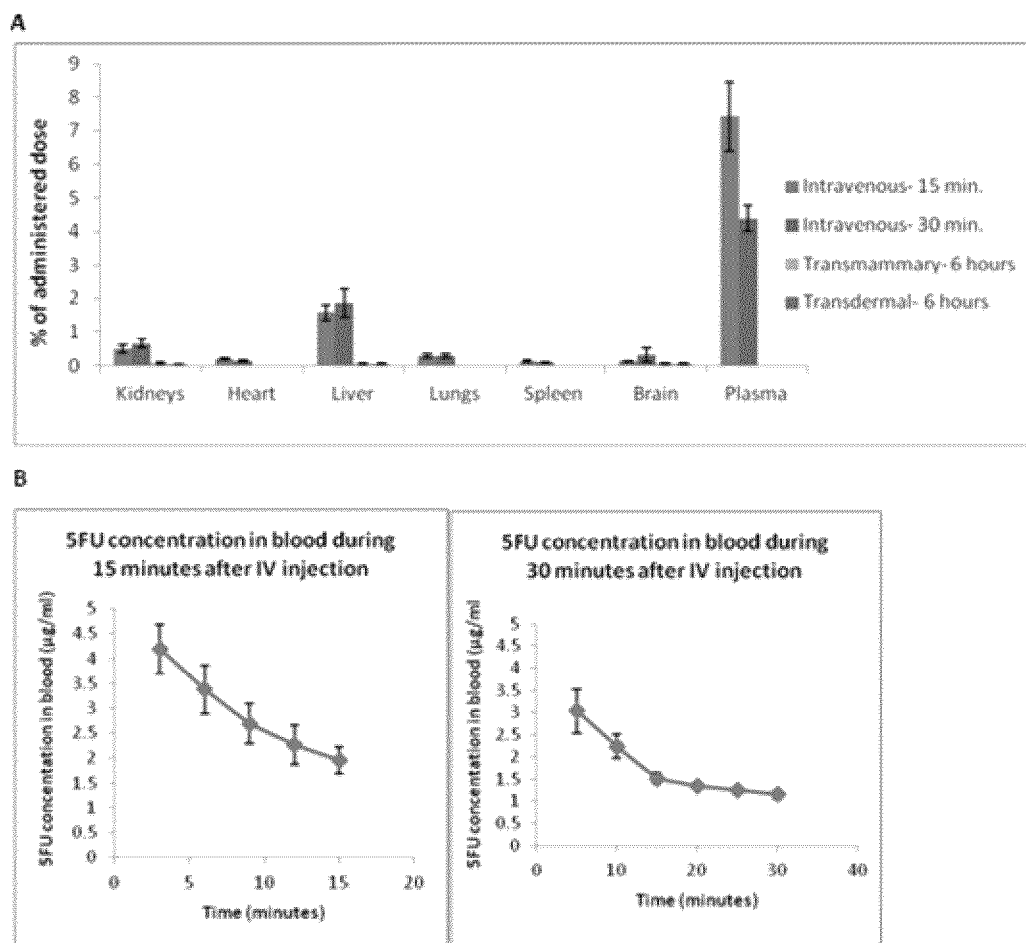 A
9
8
7
6
5
4
3
2
1
0
% of administered dose
Kidneys Heart Liver Lungs Spleen Brain Plasma
Intravenous- 15 min.
Intravenous- 30 min.
Transmammary- 6 hours
Transdermal- 6 hours
B
5FU concentration in blood during
15 minutes after IV injection
5FU concentration in blood (µg/ml)
5
4.5
4
3.5
3
2.5
2
1.5
1
0.5
0
0 5 10 15 20
Time (minutes)
5FU concentration in blood during
30 minutes after IV injection
5FU concentration in blood (µg/ml)
5
4.5
4
3.5
3
2.5
2
1.5
1
0.5
0
0 10 20 30 40
Time (minutes)